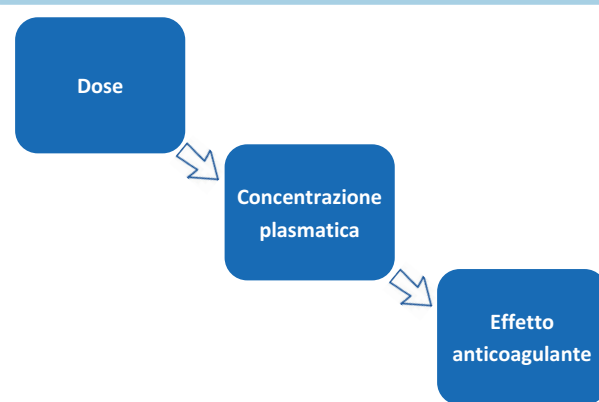 Dose
Concentrazione
plasmatica
Effetto
anticoagulante